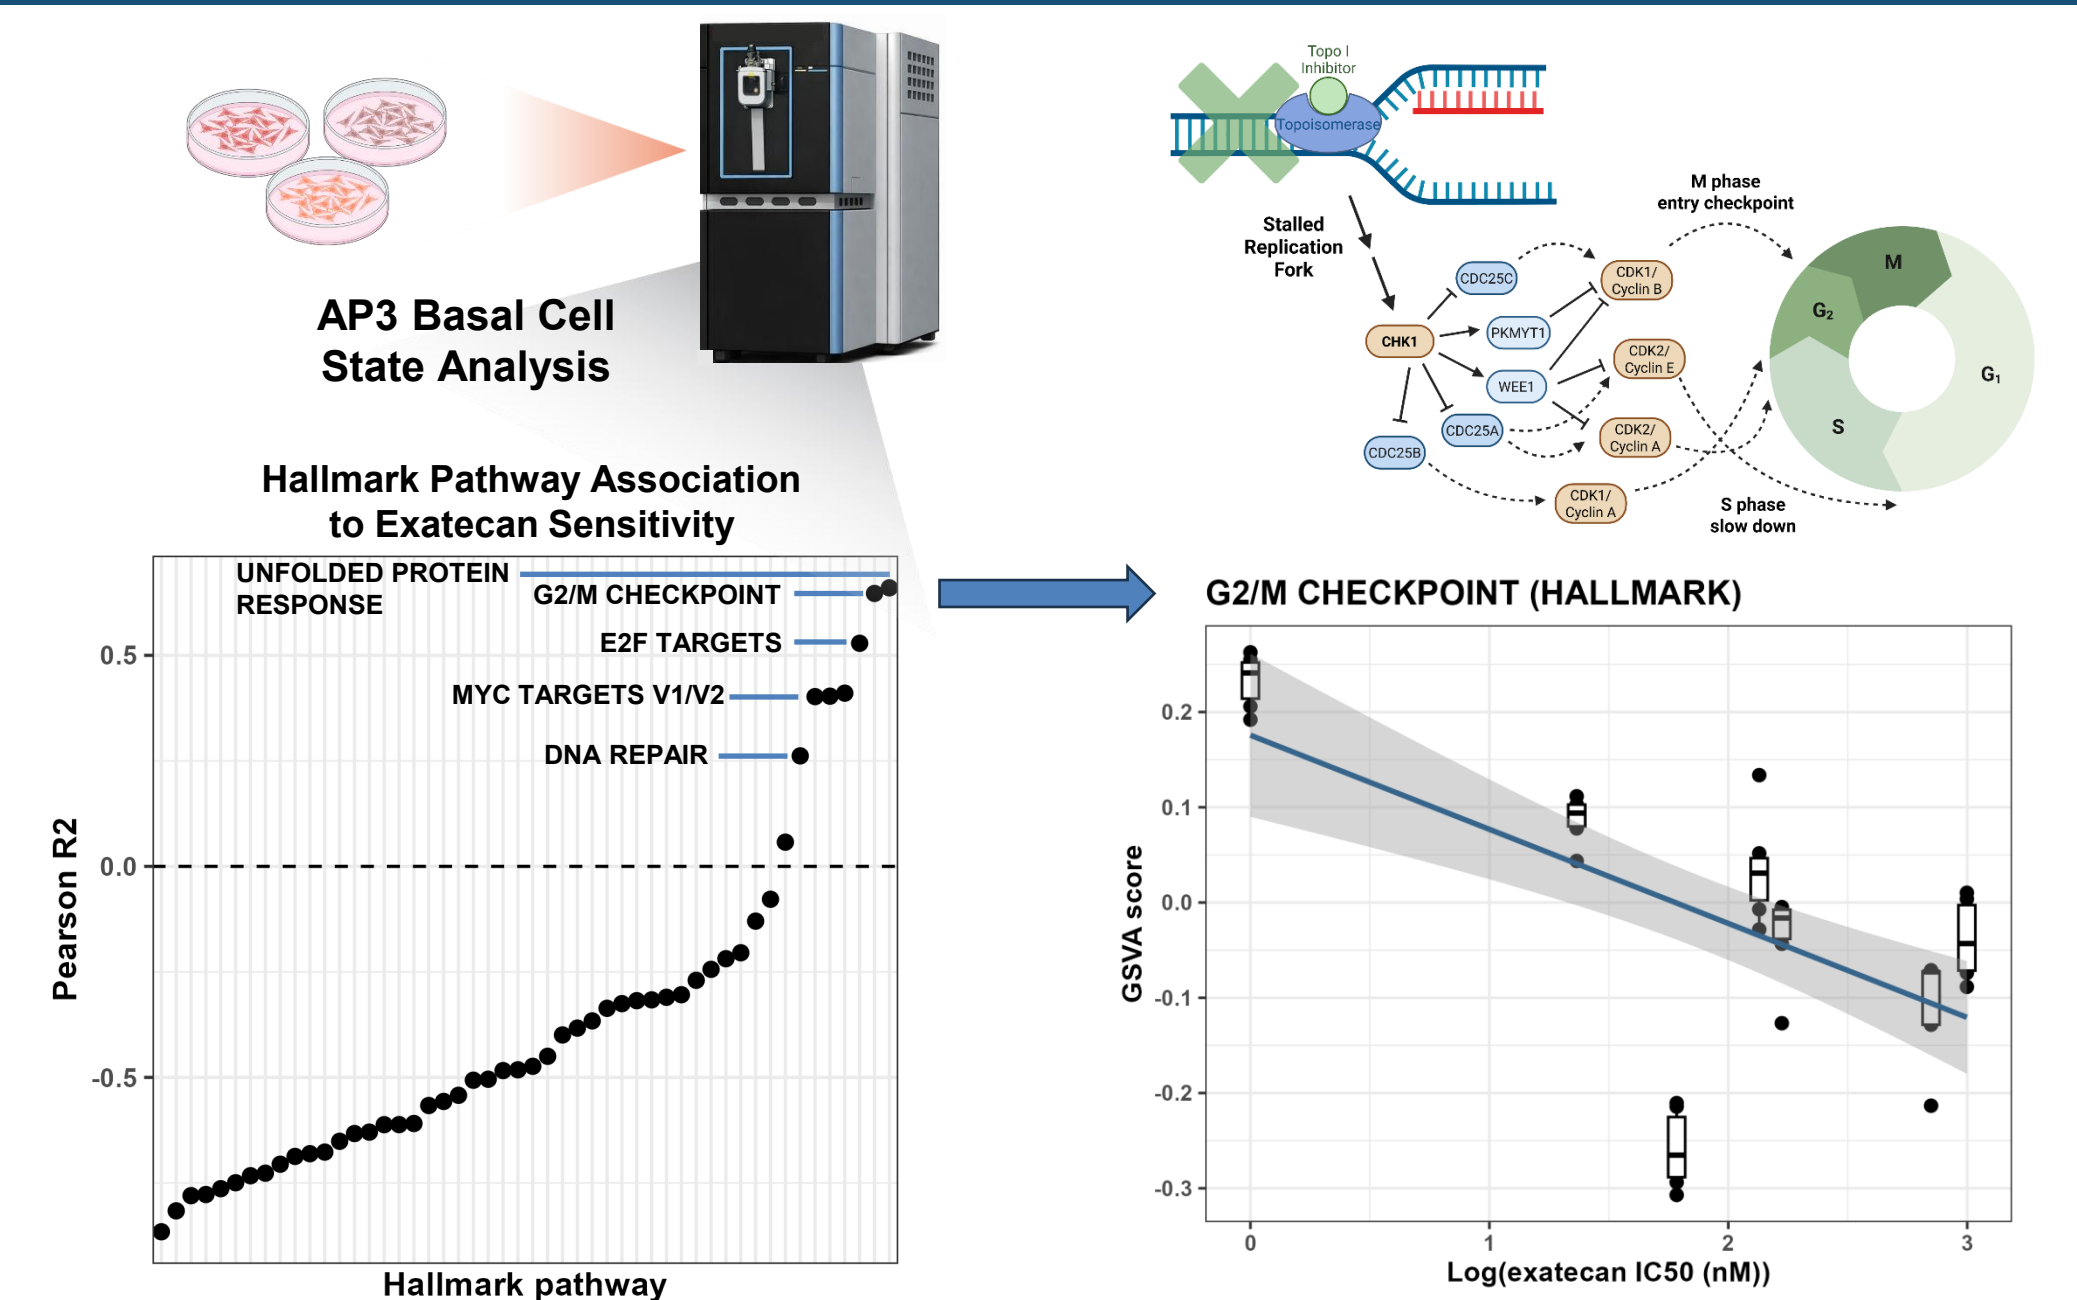 AP3 Basal Cell
State Analysis
Hallmark Pathway Association
to Exatecan Sensitivity
UNFOLDED PROTEIN
RESPONSE
G2/M CHECKPOINT
E2F TARGETS
MYC TARGETS V1/V2
DNA REPAIR
0.5
0.0
-0.5
Pearson R2
Hallmark pathway
Topo I
Inhibitor
Topoisomerase
Stalled
Replication
Fork
M phase
entry checkpoint
CDC25C
CDK1/
Cyclin B
PKMYT1
CHK1
CDK2/
Cyclin E
WEE1
CDC25A
CDK2/
Cyclin A
CDC25B
CDK1/
Cyclin A
S phase
slow down
M
G₂
G₁
S
G2/M CHECKPOINT (HALLMARK)
0.2
0.1
0.0
-0.1
-0.2
-0.3
GSVA score
0 1 2 3
Log(exatecan IC50 (nM))